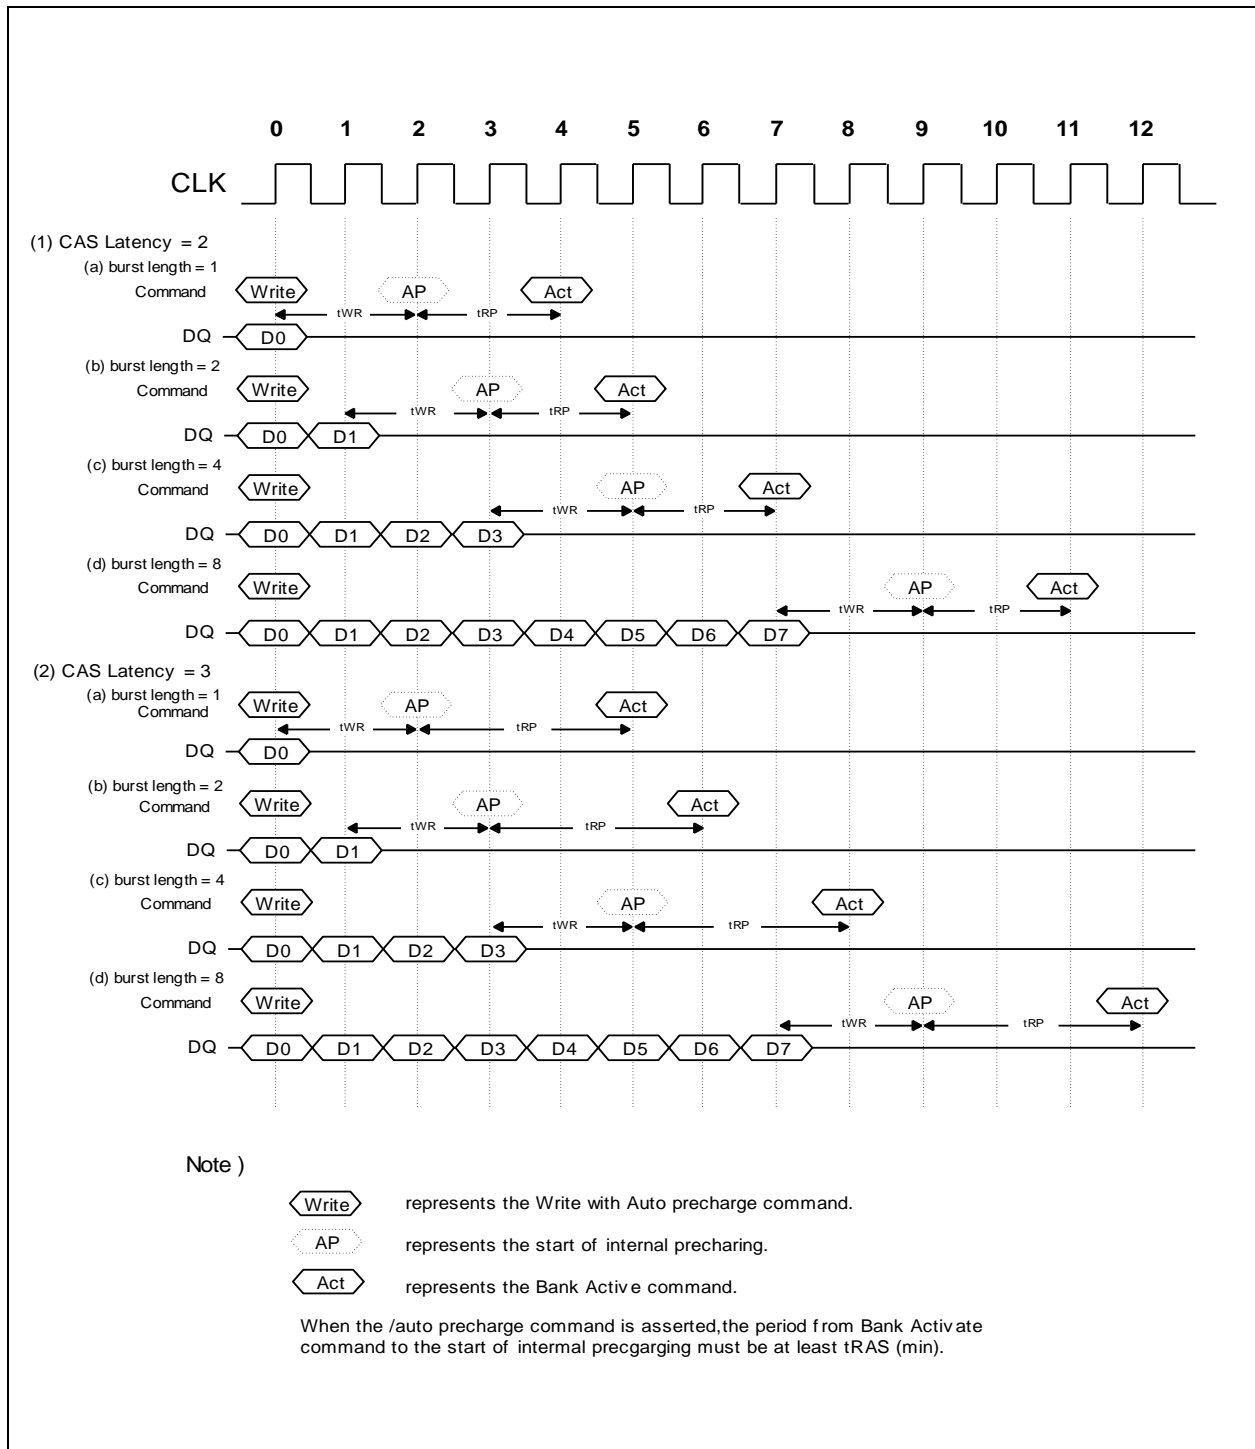 0 1 2 3 4 5 6 7 8 9 10 11 12
CLK
(1) CAS Latency = 2
(a) burst length = 1
Command Write AP Act
tWR tRP
DQ D0
(b) burst length = 2
Command Write AP Act
tWR tRP
DQ D0 D1
(c) burst length = 4
Command Write AP Act
tWR tRP
DQ D0 D1 D2 D3
(d) burst length = 8
Command Write AP Act
tWR tRP
DQ D0 D1 D2 D3 D4 D5 D6 D7
(2) CAS Latency = 3
(a) burst length = 1
Command Write AP Act
tWR tRP
DQ D0
(b) burst length = 2
Command Write AP Act
tWR tRP
DQ D0 D1
(c) burst length = 4
Command Write AP Act
tWR tRP
DQ D0 D1 D2 D3
(d) burst length = 8
Command Write AP Act
tWR tRP
DQ D0 D1 D2 D3 D4 D5 D6 D7
Note )
Write represents the Write with Auto precharge command.
AP represents the start of internal precharing.
Act represents the Bank Active command.
When the /auto precharge command is asserted,the period from Bank Activate
command to the start of intermal precgarging must be at least tRAS (min).